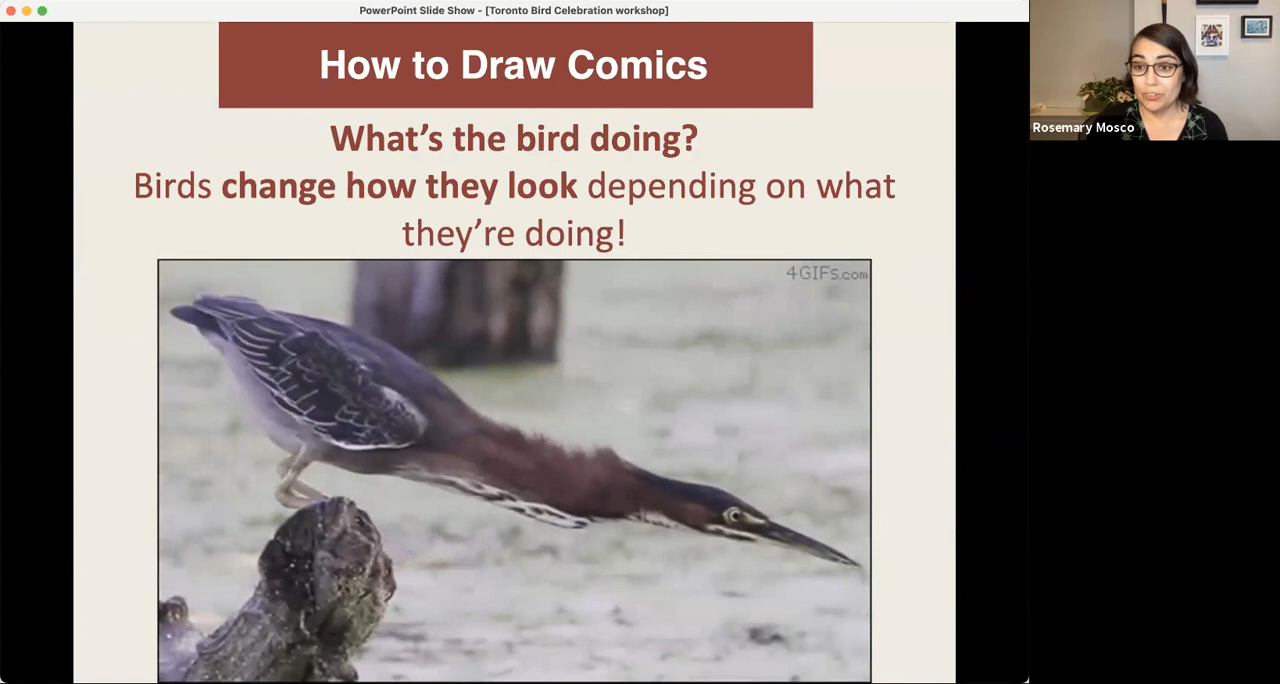 PowerPoint Slide Show - [Toronto Bird Celebration workshop]
How to Draw Comics
What's the bird doing?
Birds change how they look depending on what
they're doing!
4GIFs.com
Rosemary Mosco